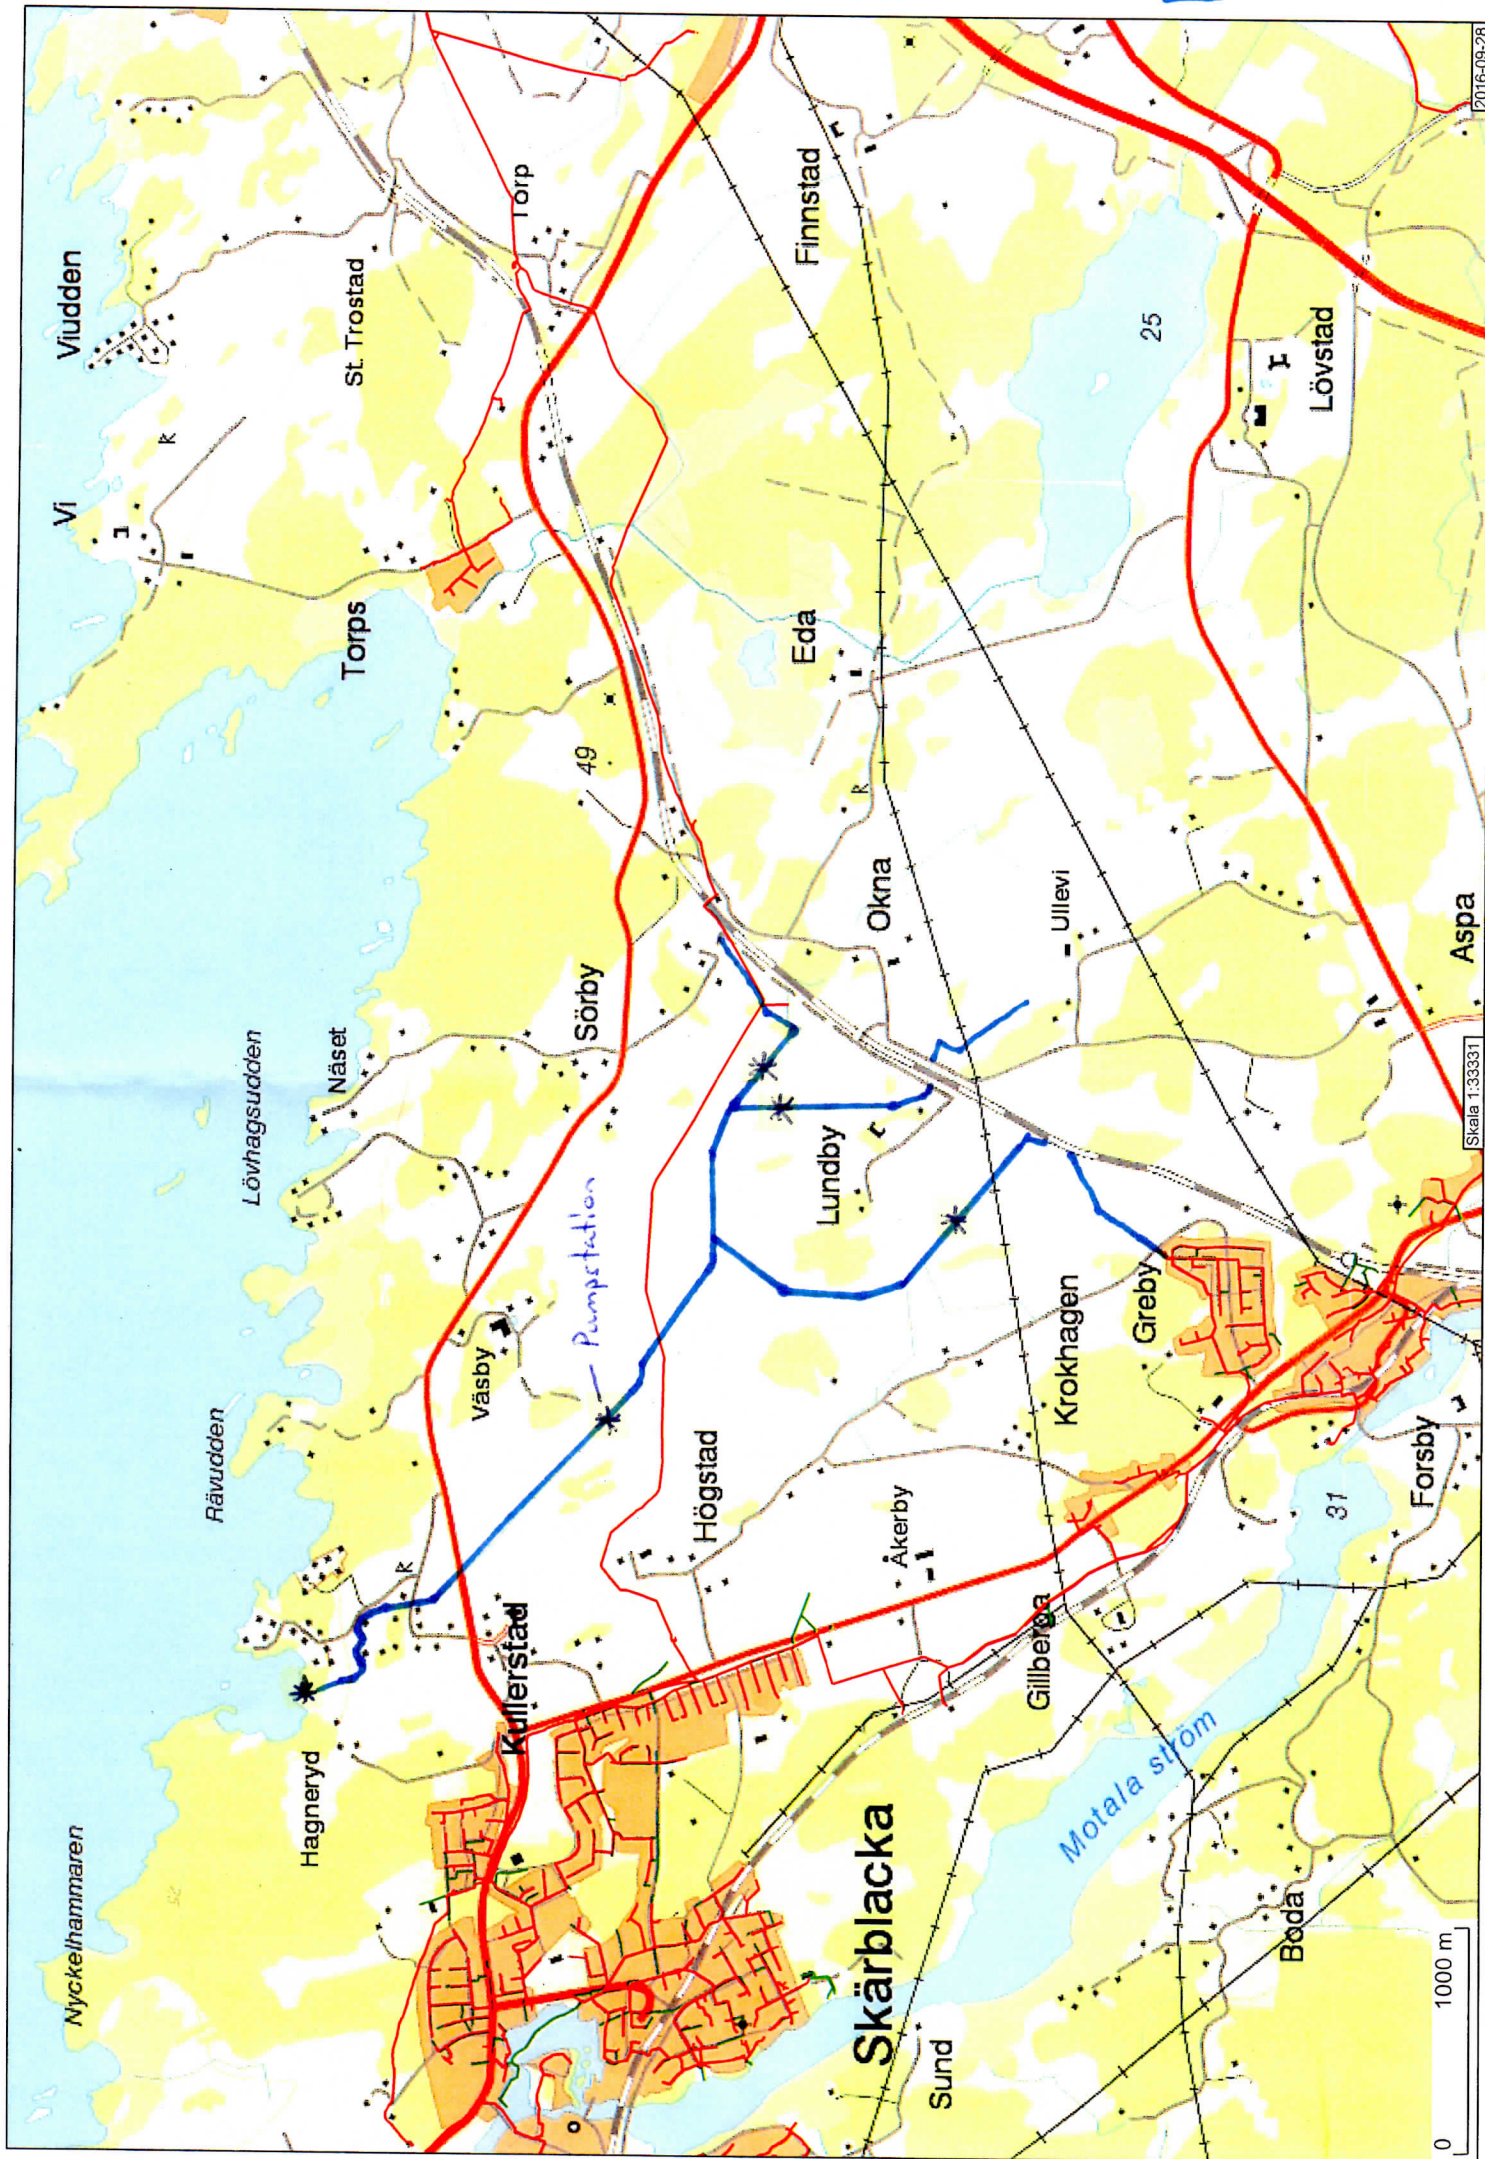 Nyckelhammaren
Vi
Viudden
Rävudden
Lövhagsudden
R
Hagneryd
Näset
Torps
St. Trostad
R
Väsby
Kullerstad
Pumpstation
Sörby
49
Torp
Högstad
Lundby
Eda
Finnstad
R
Skärblacka
Åkerby
Okna
Sund
Gillberga
Krokhagen
Ullevi
Motala ström
Greby
25
Boda
31
Lövstad
Forsby
Aspa
0 1000 m
Skala 1:33331
2016-09-28